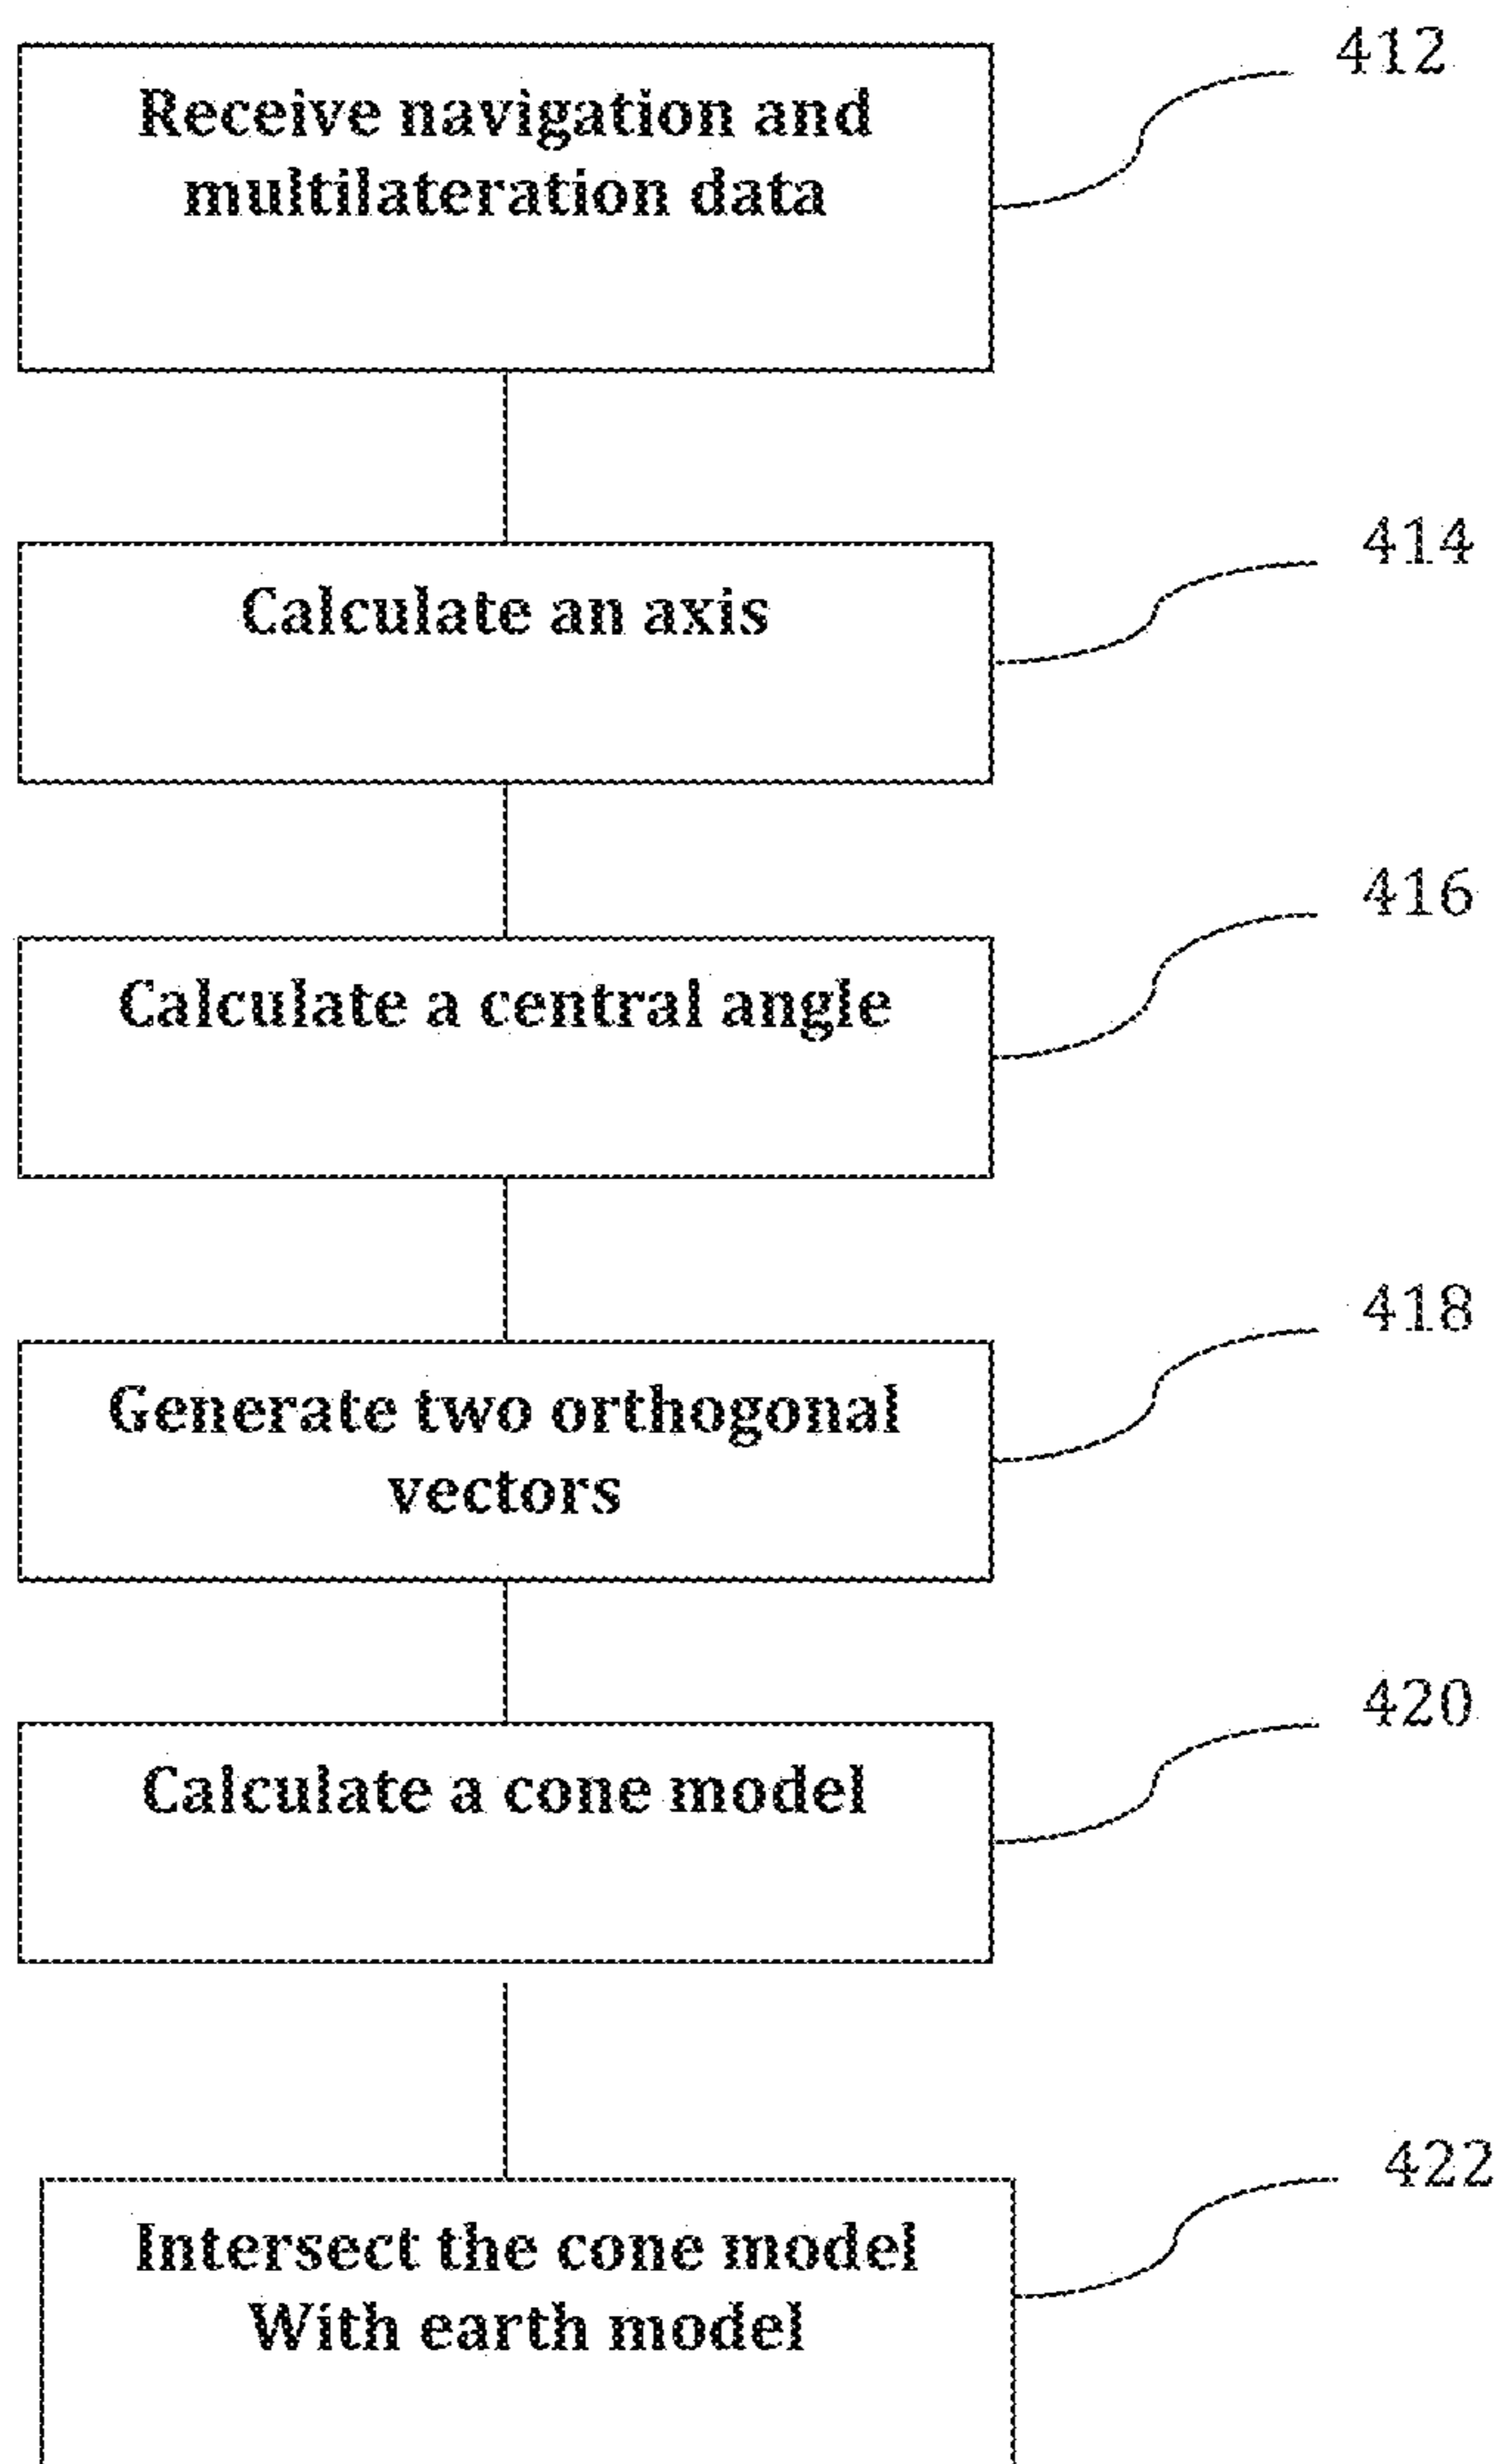 412
Receive navigation and
multilateration data
414
Calculate an axis
416
Calculate a central angle
418
Generate two orthogonal
vectors
420
Calculate a cone model
422
Intersect the cone model
With earth model